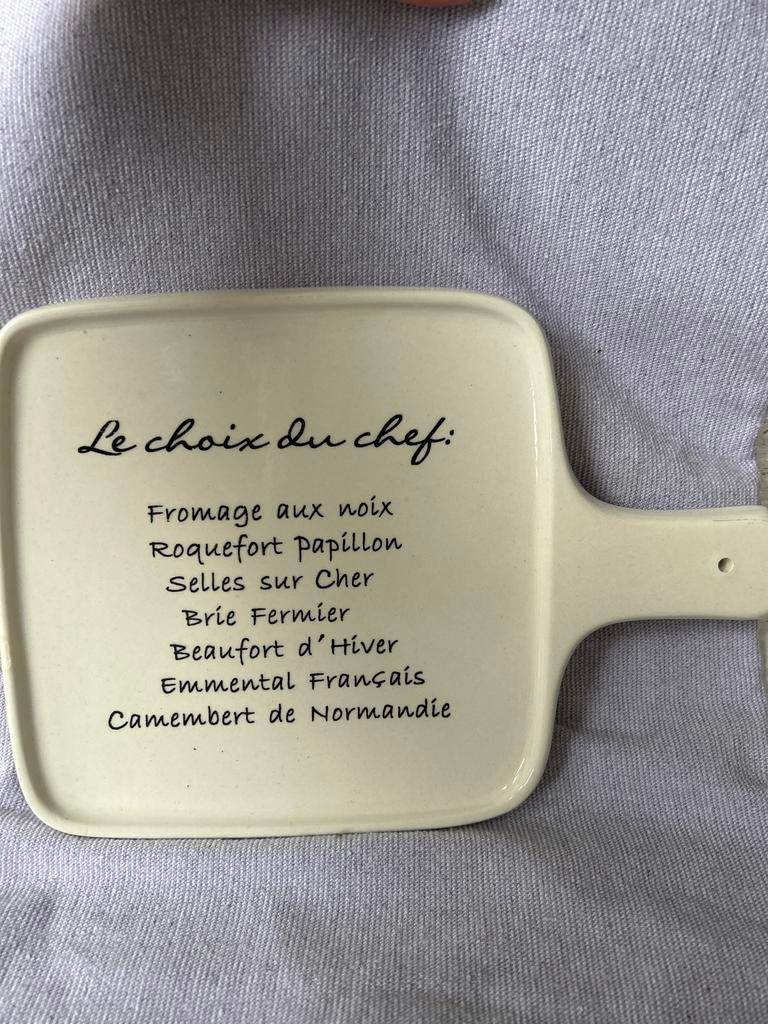 Le choix du chef:
Fromage aux noix
Roquefort Papillon
Selles sur Cher
Brie Fermier
Beaufort d'Hiver
Emmental Français
Camembert de Normandie